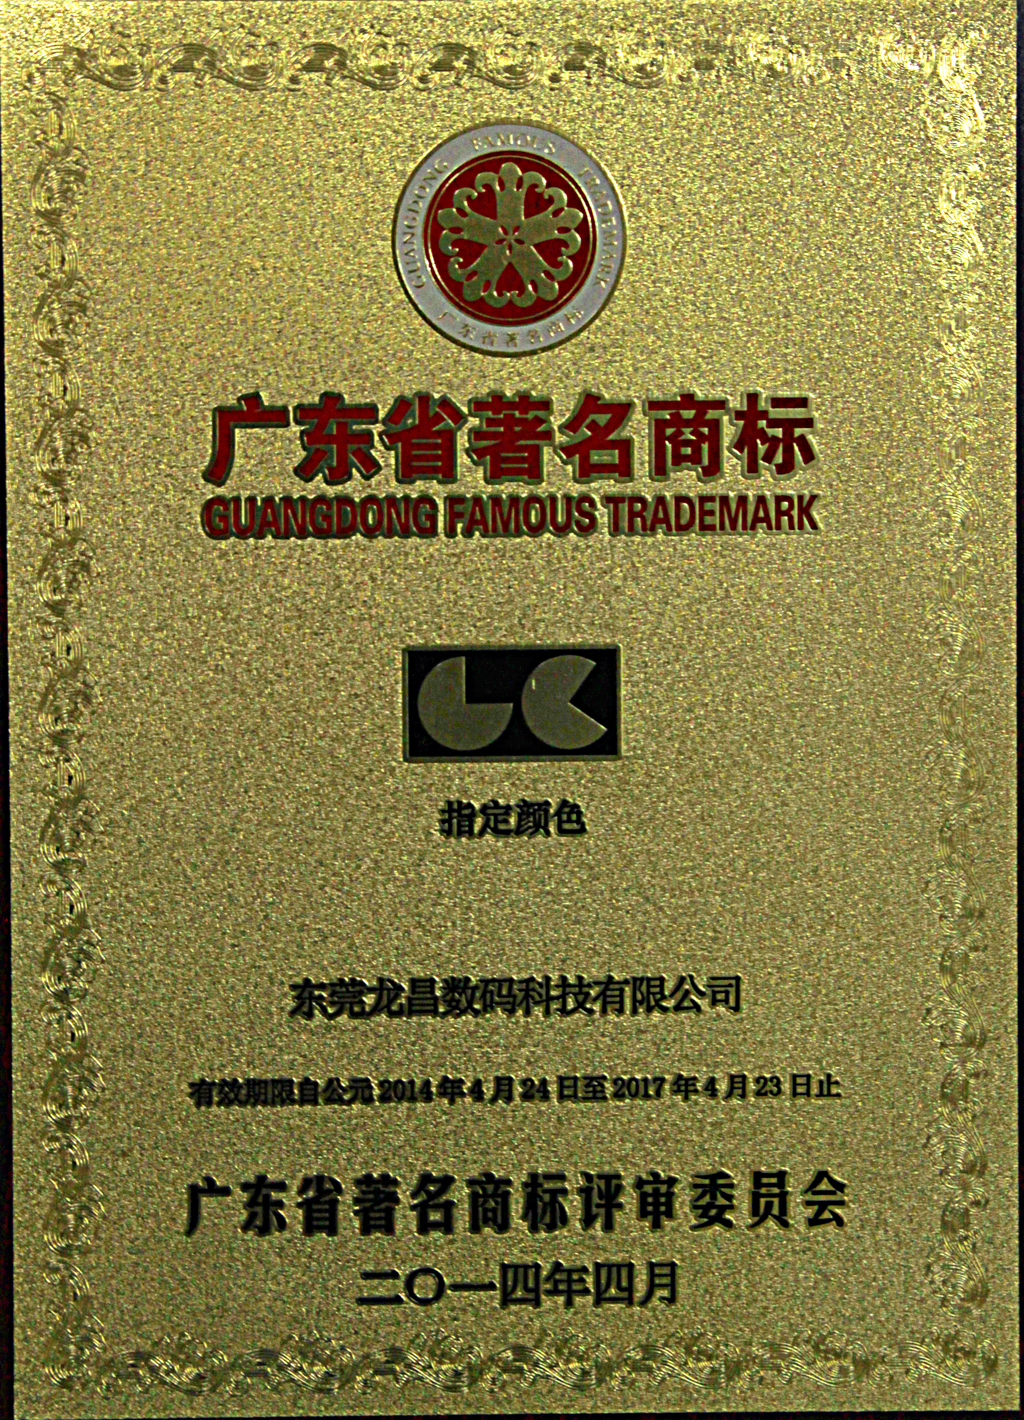 GUANGDONG FAMOUS TRADEMARK
广东省著名商标
广东省著名商标
GUANGDONG FAMOUS TRADEMARK
LC
指定颜色
东莞龙昌数码科技有限公司
有效期限自公元2014年4月24日至2017年4月23日止
广东省著名商标评审委员会
二〇一四年四月